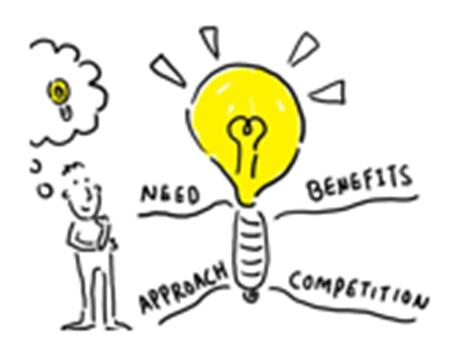 NEED
BENEFITS
APPROACH
COMPETITION